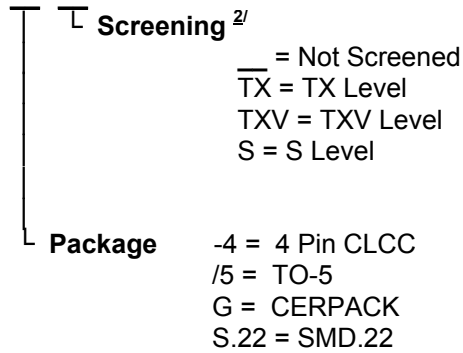 Screening 2/
__ = Not Screened
TX = TX Level
TXV = TXV Level
S = S Level
Package -4 = 4 Pin CLCC
/5 = TO-5
G = CERPACK
S.22 = SMD.22